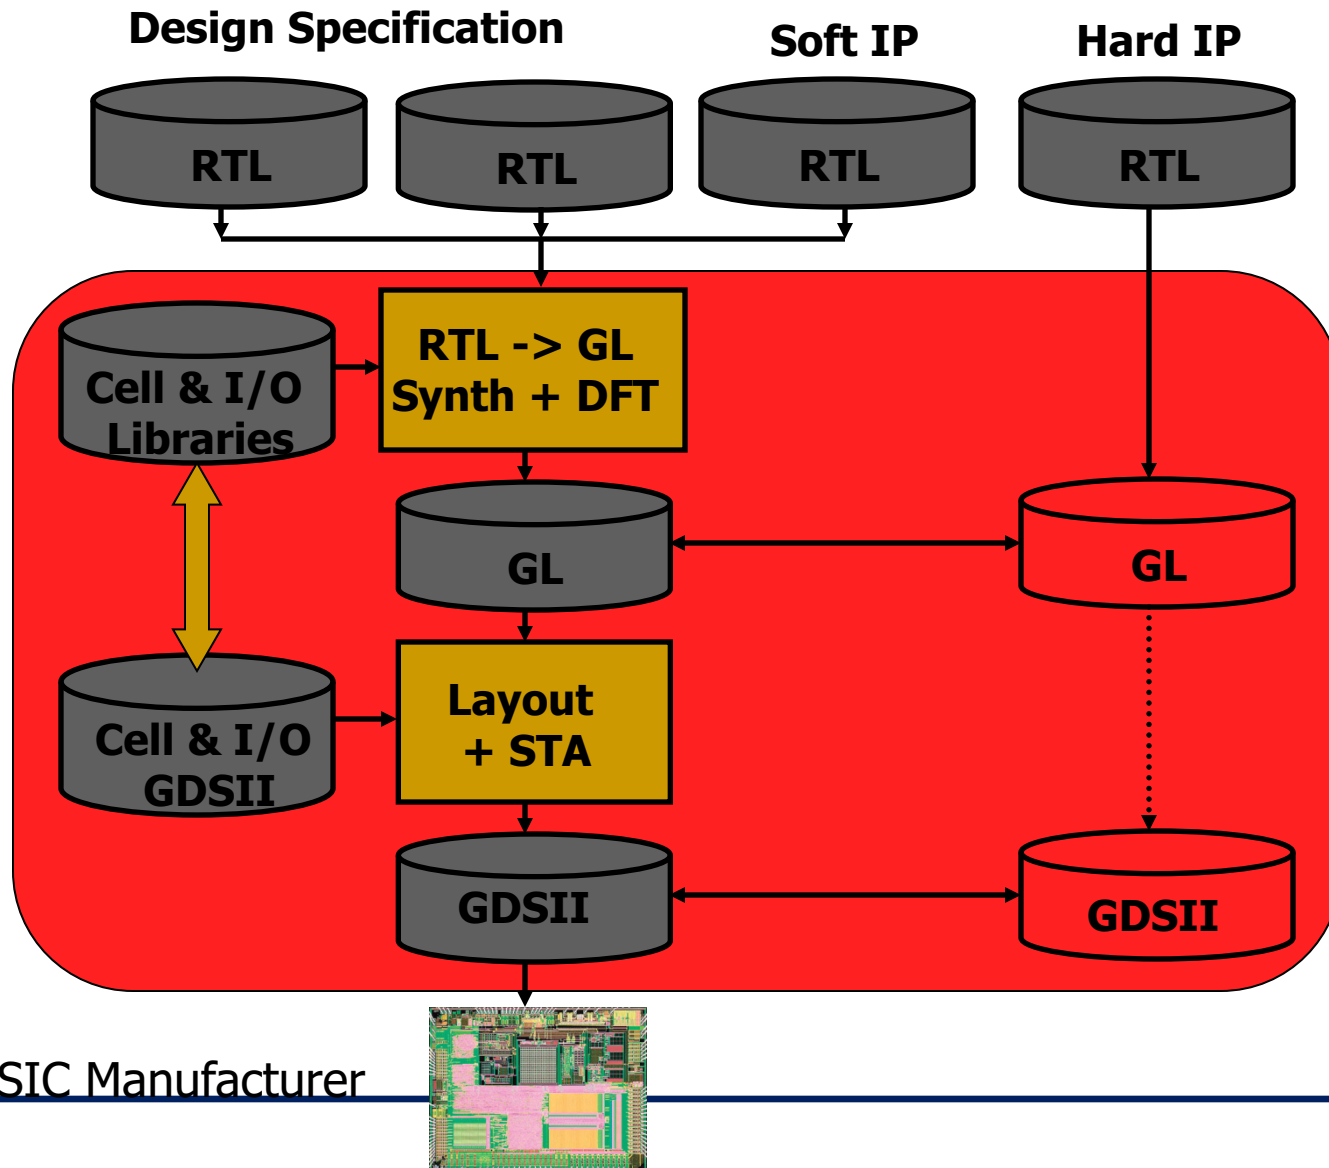 Design Specification
Soft IP
Hard IP
RTL
RTL
RTL
RTL
RTL -> GL
Synth + DFT
Cell & I/O
Libraries
GL
GL
Layout
+ STA
Cell & I/O
GDSII
GDSII
GDSII
SIC Manufacturer